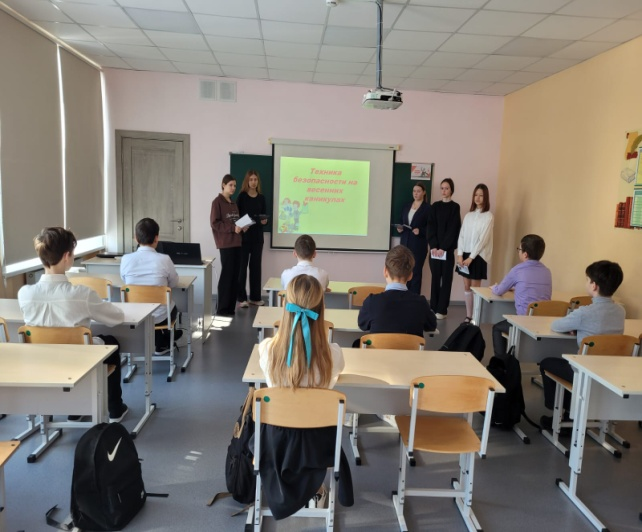 Техника
безопасности на
весенних
каникулах